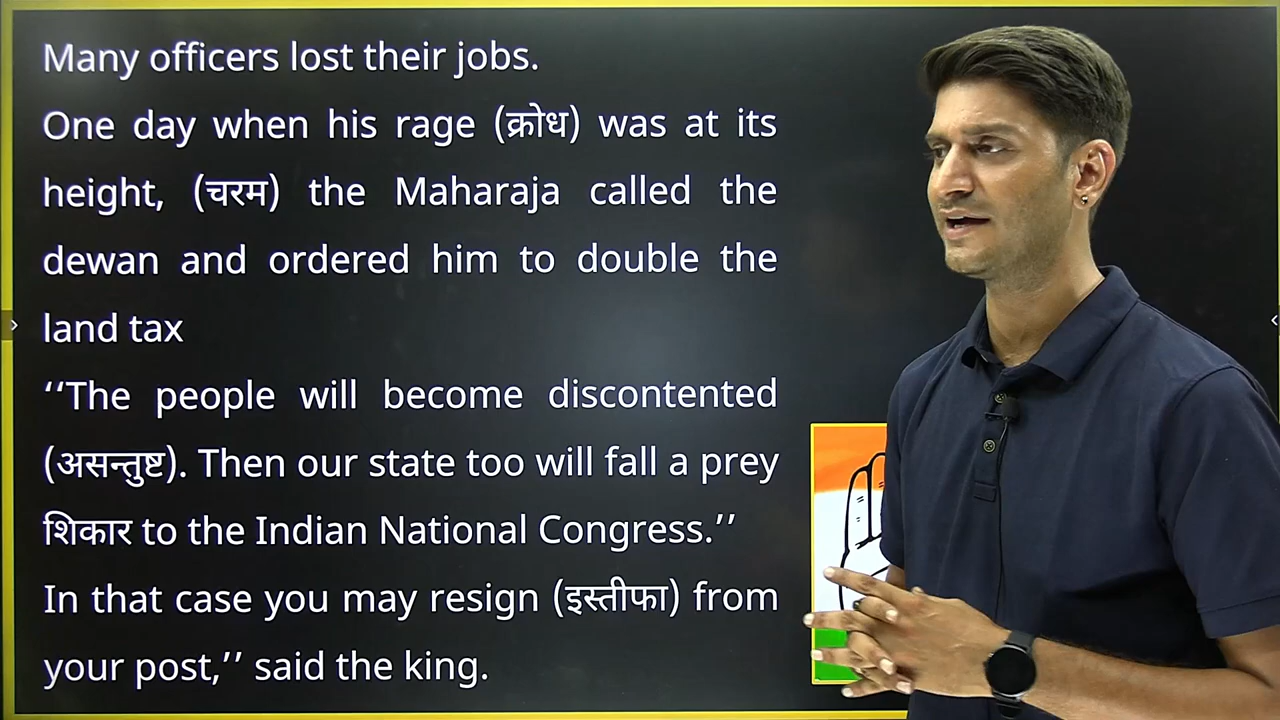 Many officers lost their jobs.
One day when his rage (क्रोध) was at its
height, (चरम) the Maharaja called the
dewan and ordered him to double the
land tax
‘‘The people will become discontented
(असन्तुष्ट). Then our state too will fall a prey
शिकार to the Indian National Congress.’’
In that case you may resign (इस्तीफा) from
your post,’’ said the king.